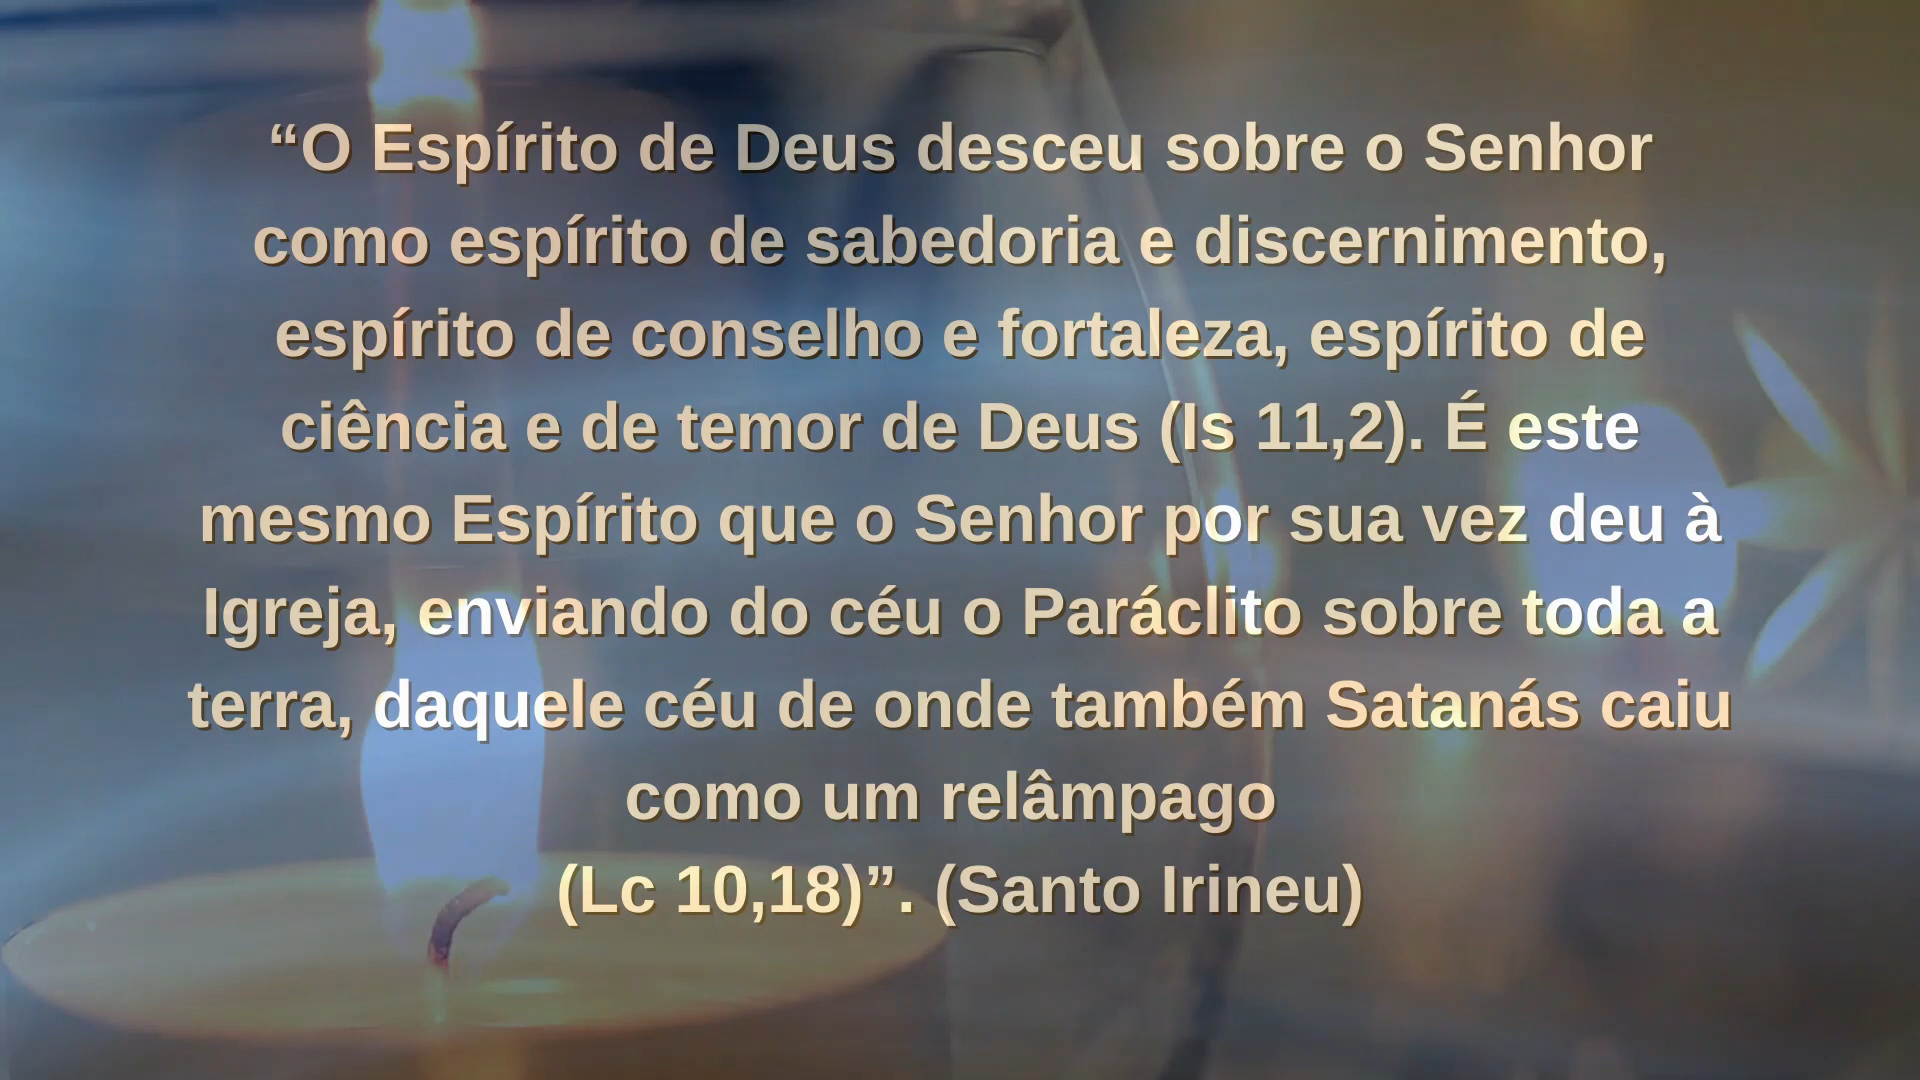 “O Espírito de Deus desceu sobre o Senhor
como espírito de sabedoria e discernimento,
espírito de conselho e fortaleza, espírito de
ciência e de temor de Deus (Is 11,2). É este
mesmo Espírito que o Senhor por sua vez deu à
Igreja, enviando do céu o Paráclito sobre toda a
terra, daquele céu de onde também Satanás caiu
como um relâmpago
(Lc 10,18)”. (Santo Irineu)